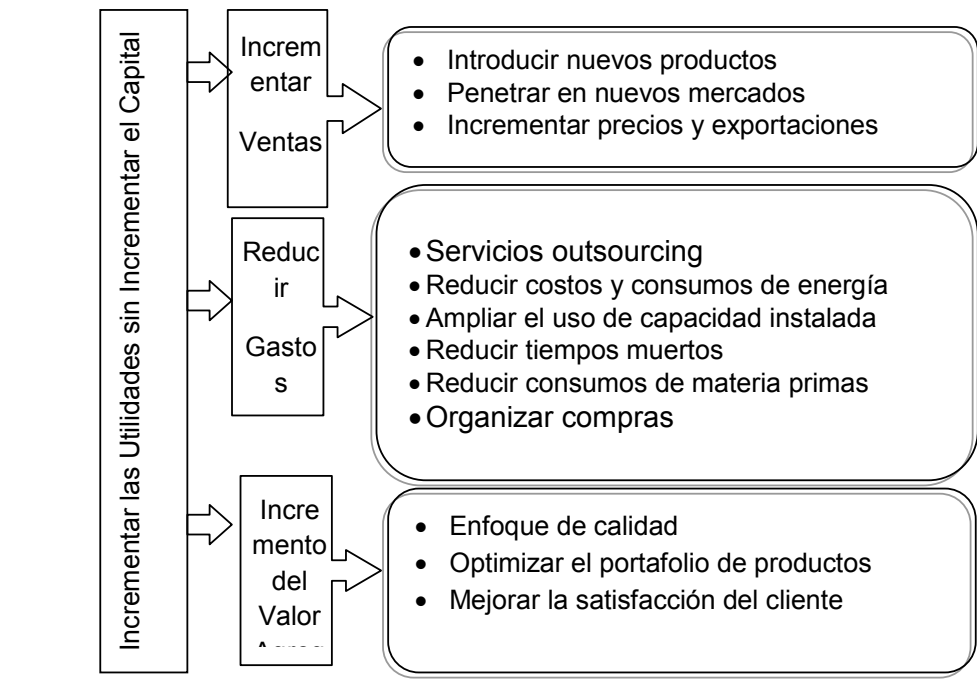 Incrementar las Utilidades sin Incrementar el Capital
Increm
entar
Ventas
• Introducir nuevos productos
• Penetrar en nuevos mercados
• Incrementar precios y exportaciones
Reduc
ir
Gasto
s
• Servicios outsourcing
• Reducir costos y consumos de energía
• Ampliar el uso de capacidad instalada
• Reducir tiempos muertos
• Reducir consumos de materia primas
• Organizar compras
Incre
mento
del
Valor
• Enfoque de calidad
• Optimizar el portafolio de productos
• Mejorar la satisfacción del cliente